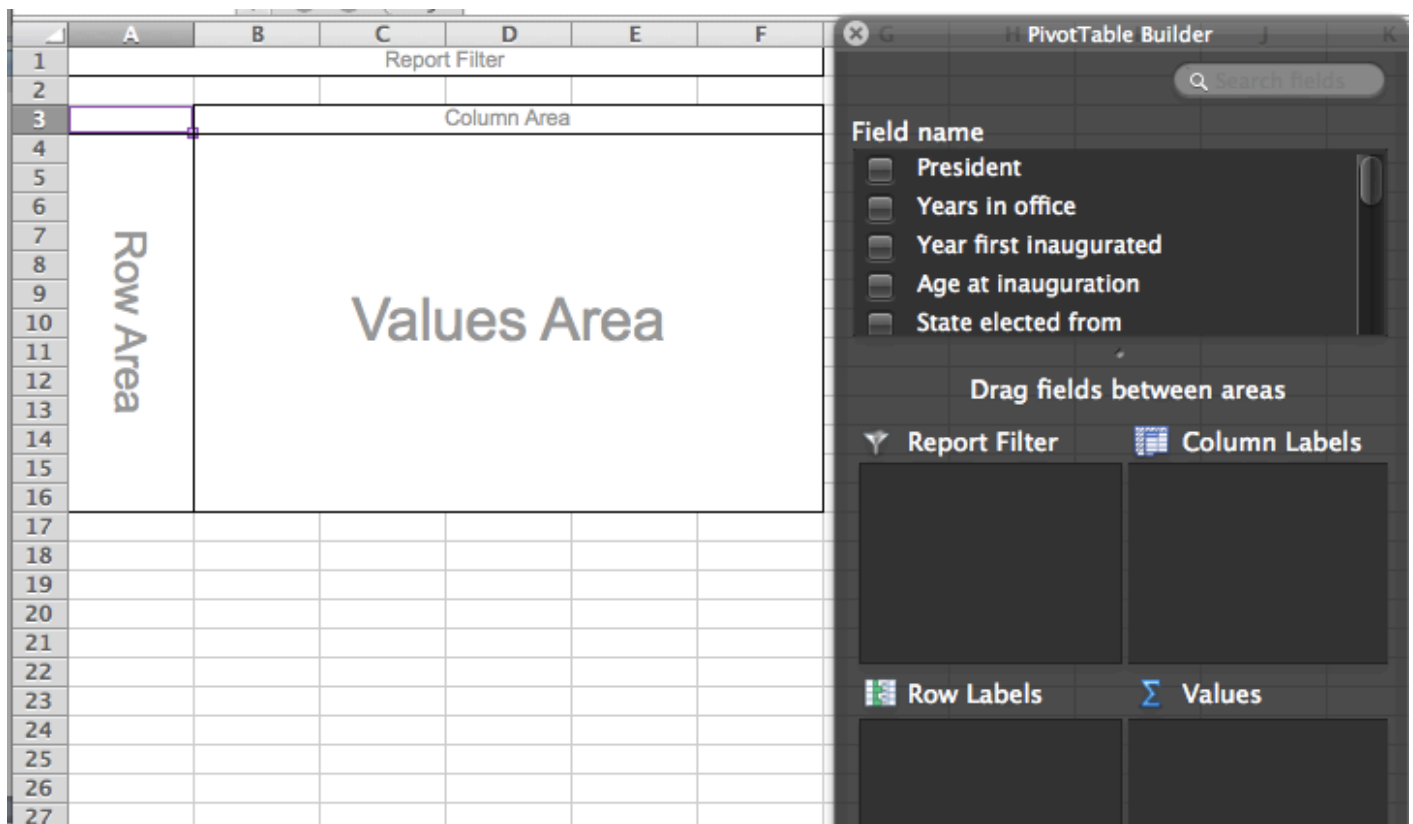 A B C D E F G H PivotTable Builder J K
1 Report Filter
2
Search fields
3 Column Area
Field name
4
President
5
Years in office
6
Year first inaugurated
7
Age at inauguration
8
State elected from
9
10
11
12
13
14
15
16
Row Area
Values Area
Drag fields between areas
Report Filter Column Labels
17
18
19
20
21
22
23
24
25
26
27
Row Labels Σ Values